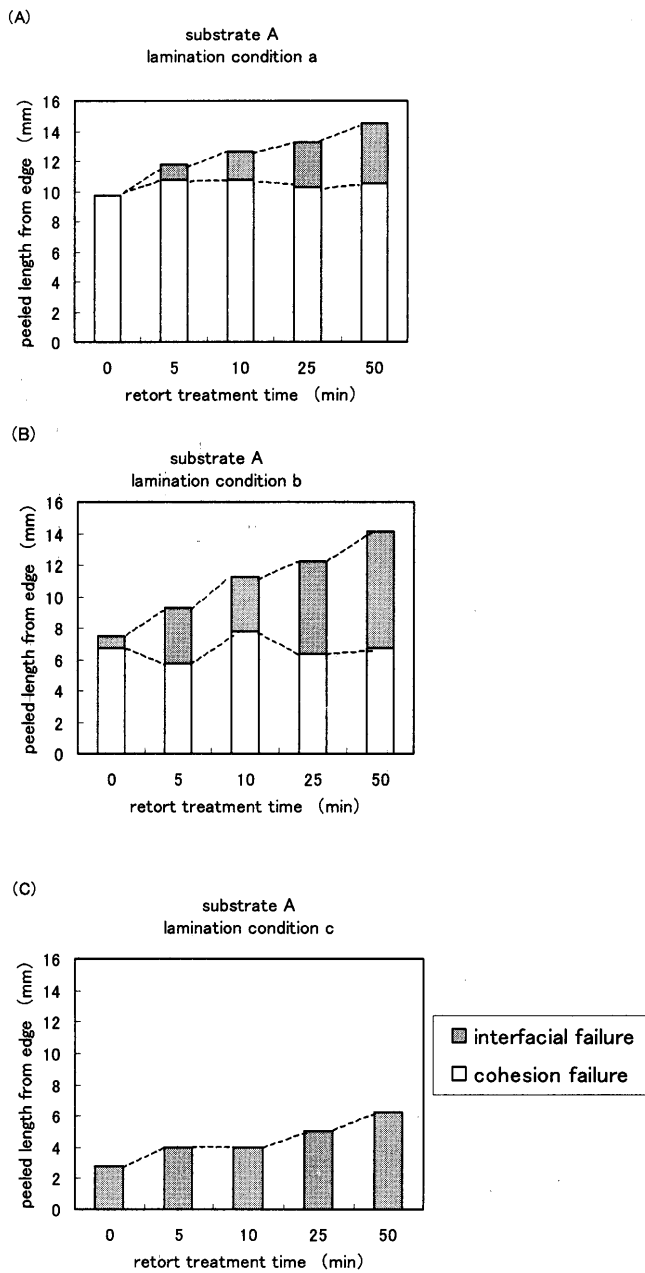 (A)
substrate A
lamination condition a
peeled length from edge (mm)
16
14
12
10
8
6
4
2
0
0 5 10 25 50
retort treatment time (min)
(B)
substrate A
lamination condition b
peeled length from edge (mm)
16
14
12
10
8
6
4
2
0
0 5 10 25 50
retort treatment time (min)
(C)
substrate A
lamination condition c
peeled length from edge (mm)
16
14
12
10
8
6
4
2
0
0 5 10 25 50
retort treatment time (min)
interfacial failure
cohesion failure